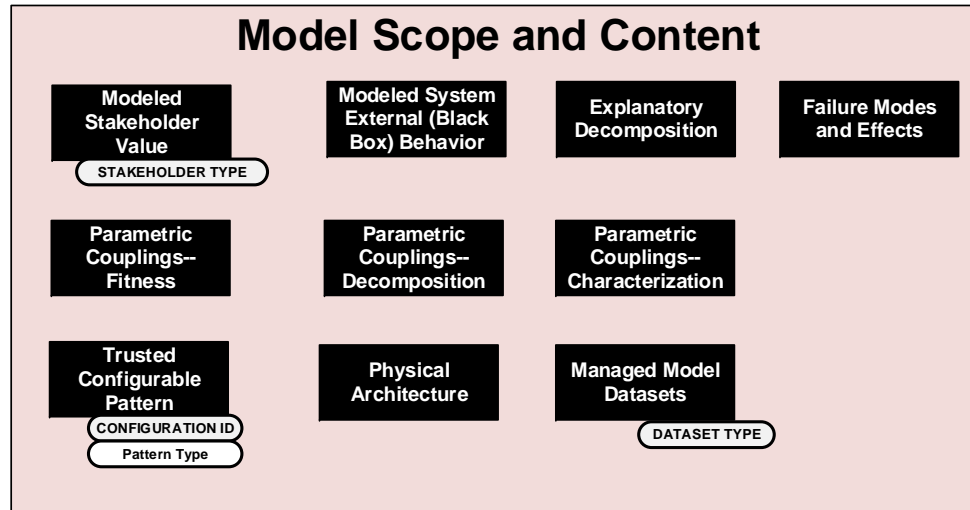 Model Scope and Content
Modeled
Stakeholder
Value
STAKEHOLDER TYPE
Modeled System
External (Black
Box) Behavior
Explanatory
Decomposition
Failure Modes
and Effects
Parametric
Couplings--
Fitness
Parametric
Couplings--
Decomposition
Parametric
Couplings--
Characterization
Trusted
Configurable
Pattern
CONFIGURATION ID
Pattern Type
Physical
Architecture
Managed Model
Datasets
DATASET TYPE